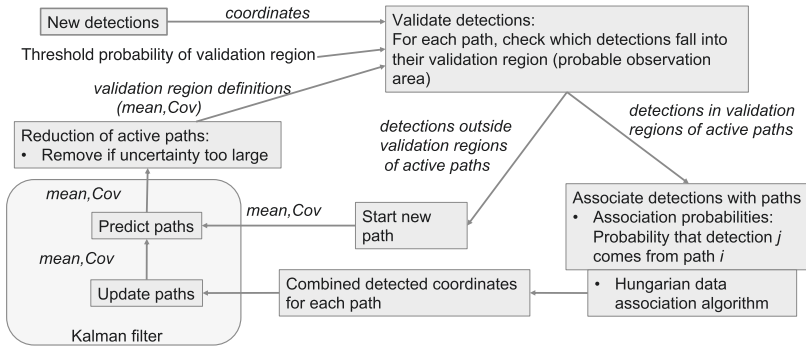 New detections
coordinates
Validate detections:
For each path, check which detections fall into
their validation region (probable observation
area)
Threshold probability of validation region
validation region definitions
(mean,Cov)
Reduction of active paths:
• Remove if uncertainty too large
detections outside
validation regions
of active paths
detections in validation
regions of active paths
mean,Cov
Predict paths
mean,Cov
Start new
path
Associate detections with paths
• Association probabilities:
Probability that detection j
comes from path i
mean,Cov
Update paths
Combined detected coordinates
for each path
• Hungarian data
association algorithm
Kalman filter